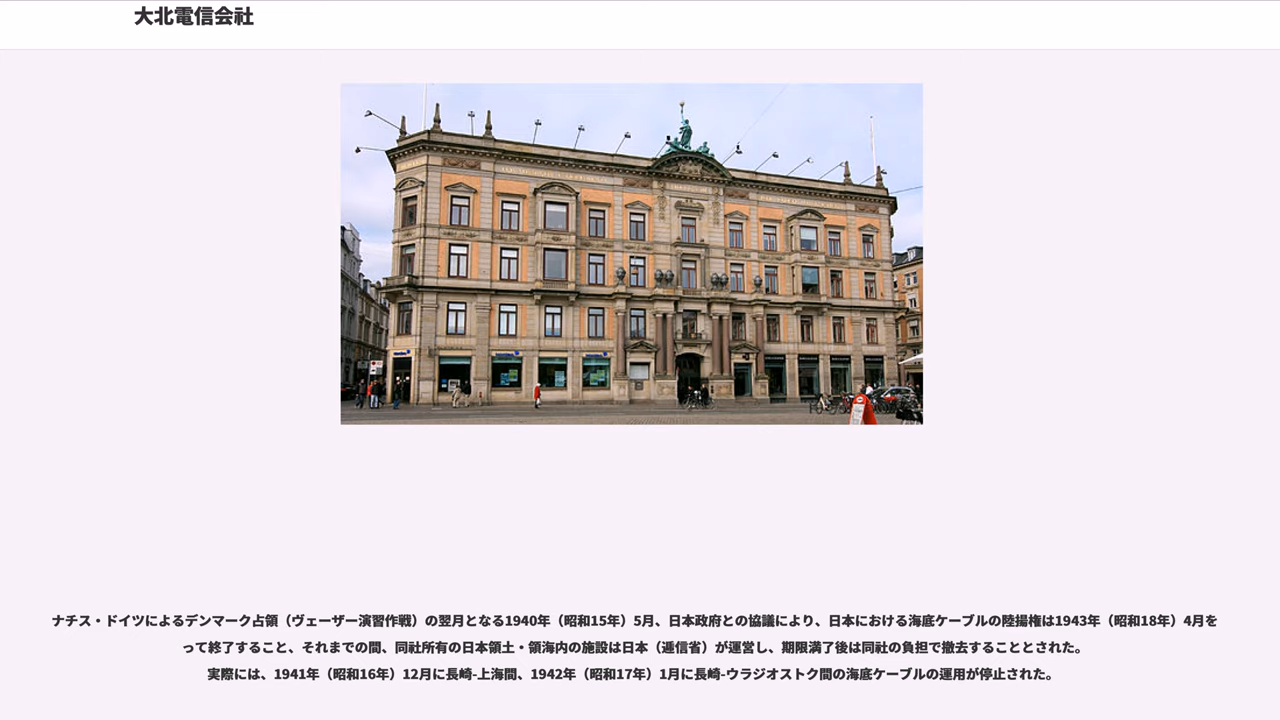 大北電信会社
ナチス・ドイツによるデンマーク占領（ヴェーザー演習作戦）の翌月となる1940年（昭和15年）5月、日本政府との協議により、日本における海底ケーブルの陸揚権は1943年（昭和18年）4月を
って終了すること、それまでの間、同社所有の日本領土・領海内の施設は日本（逓信省）が運営し、期限満了後は同社の負担で撤去することとされた。
実際には、1941年（昭和16年）12月に長崎-上海間、1942年（昭和17年）1月に長崎-ウラジオストク間の海底ケーブルの運用が停止された。